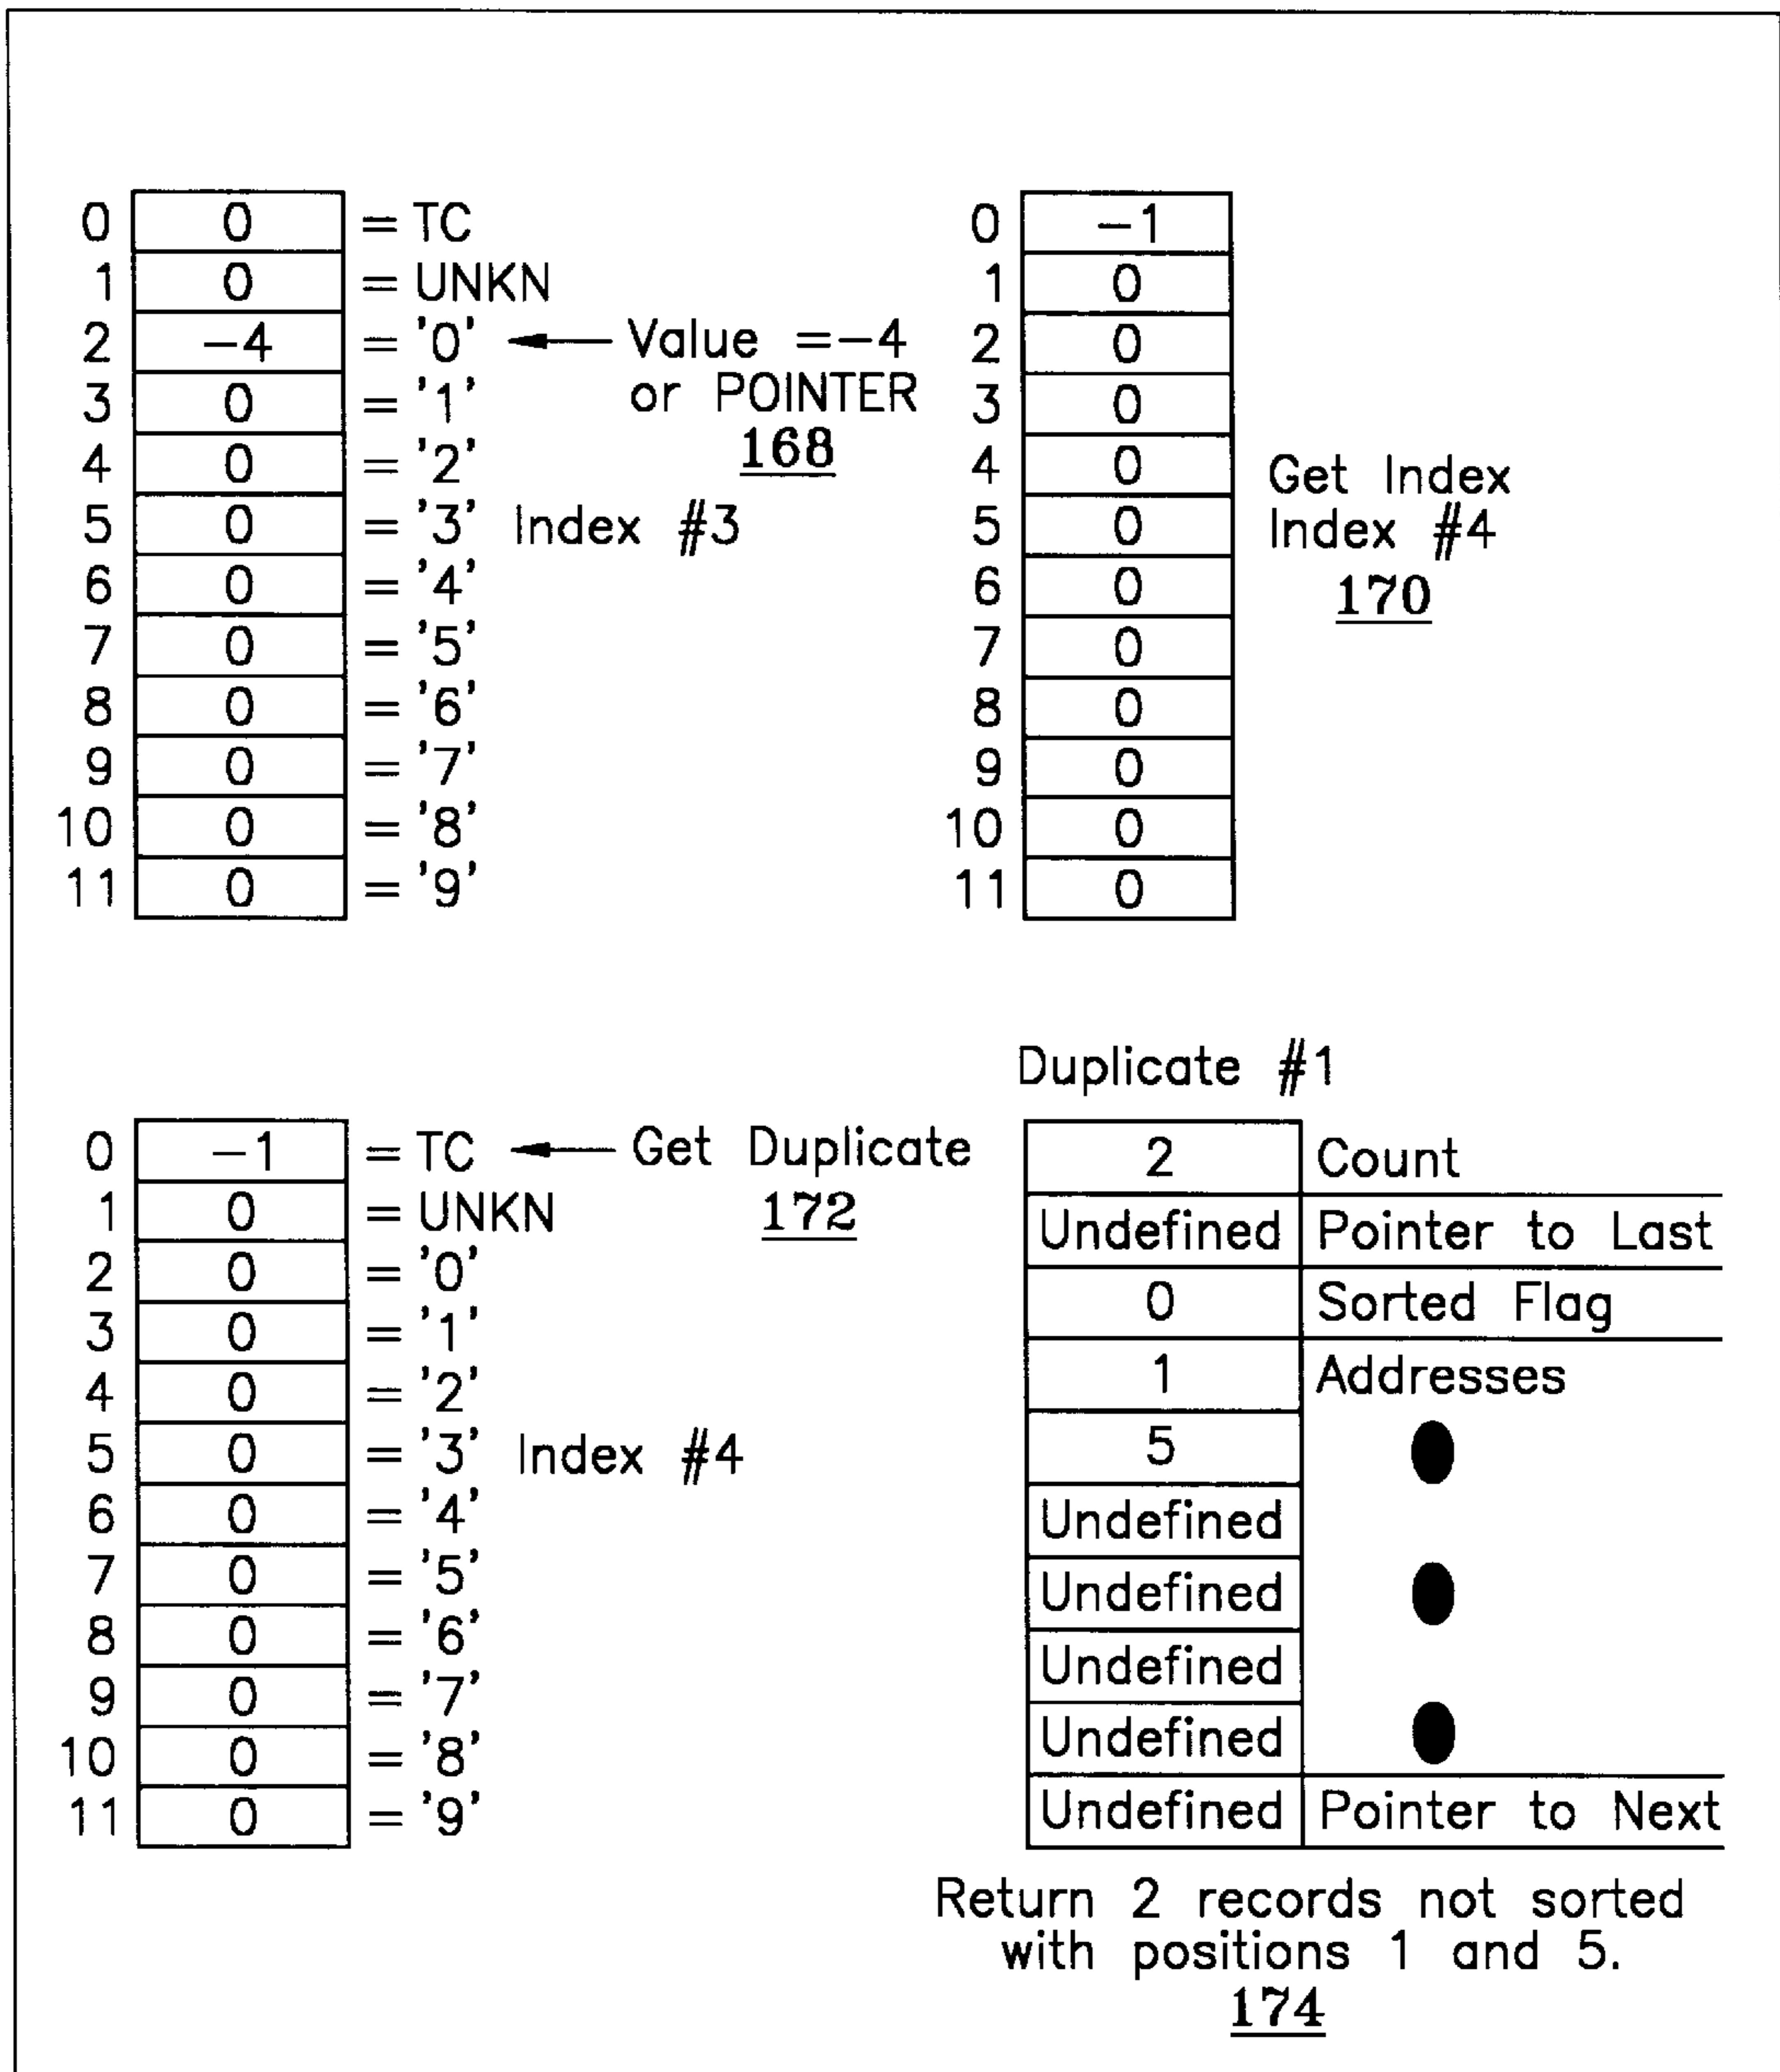 0 0 = TC
1 0 = UNKN
2 −4 = '0' Value =−4
3 0 = '1' or POINTER
4 0 = '2' 168
5 0 = '3' Index #3
6 0 = '4'
7 0 = '5'
8 0 = '6'
9 0 = '7'
10 0 = '8'
11 0 = '9'
0 −1
1 0
2 0
3 0
4 0 Get Index
5 0 Index #4
6 0 170
7 0
8 0
9 0
10 0
11 0
0 −1 = TC Get Duplicate
1 0 = UNKN 172
2 0 = '0'
3 0 = '1'
4 0 = '2'
5 0 = '3' Index #4
6 0 = '4'
7 0 = '5'
8 0 = '6'
9 0 = '7'
10 0 = '8'
11 0 = '9'
Duplicate #1
2 Count
Undefined Pointer to Last
0 Sorted Flag
1 Addresses
5
Undefined
Undefined
Undefined
Undefined
Undefined Pointer to Next
Return 2 records not sorted
with positions 1 and 5.
174